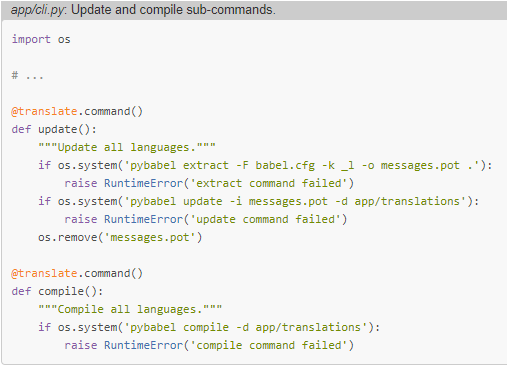 app/cli.py: Update and compile sub-commands.
import os
# ...
@translate.command()
def update():
    """Update all languages."""
    if os.system('pybabel extract -F babel.cfg -k _l -o messages.pot .'):
        raise RuntimeError('extract command failed')
    if os.system('pybabel update -i messages.pot -d app/translations'):
        raise RuntimeError('update command failed')
    os.remove('messages.pot')
@translate.command()
def compile():
    """Compile all languages."""
    if os.system('pybabel compile -d app/translations'):
        raise RuntimeError('compile command failed')